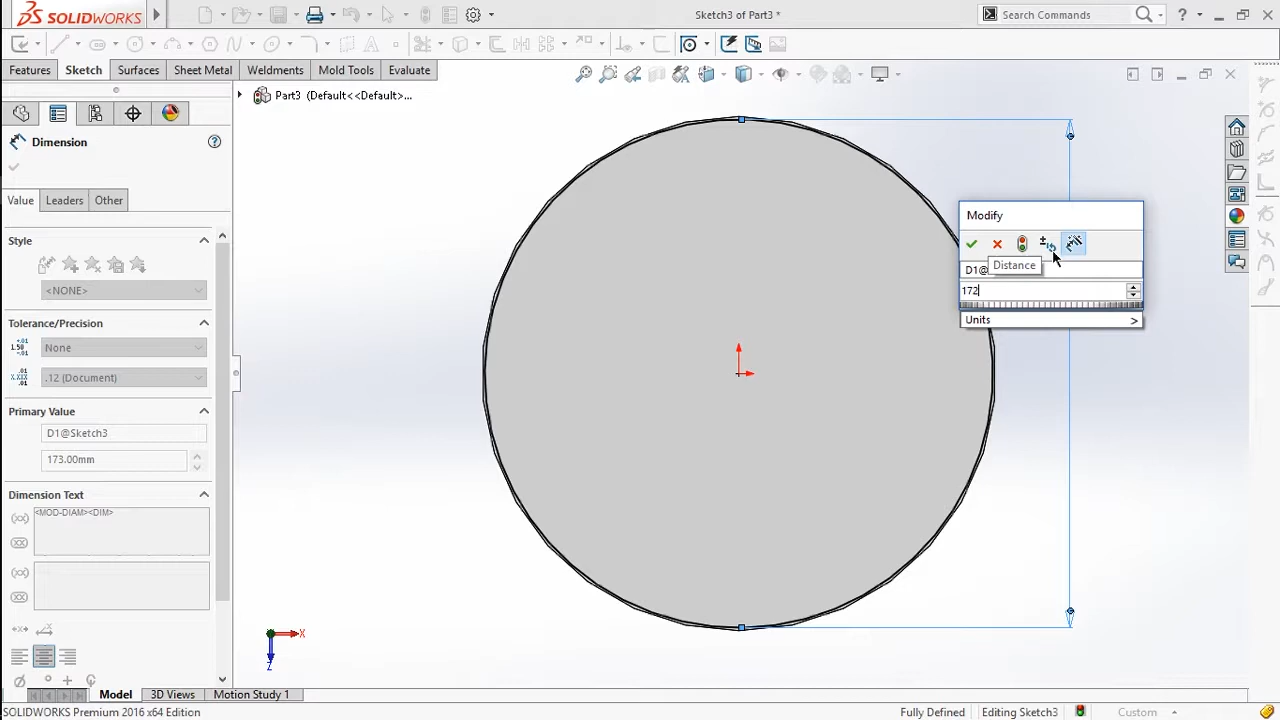 SOLIDWORKS
Sketch3 of Part3 *
Search Commands
?
Features
Sketch
Surfaces
Sheet Metal
Weldments
Mold Tools
Evaluate
Part3 (Default<<Default>...
Dimension
?
Value
Leaders
Other
Style
<NONE>
Tolerance/Precision
None
.12 (Document)
Primary Value
D1@Sketch3
173.00mm
Dimension Text
<MOD-DIAM><DIM>
Modify
D1@
Distance
172
Units
>
X
Z
Model
3D Views
Motion Study 1
SOLIDWORKS Premium 2016 x64 Edition
Fully Defined
Editing Sketch3
Custom